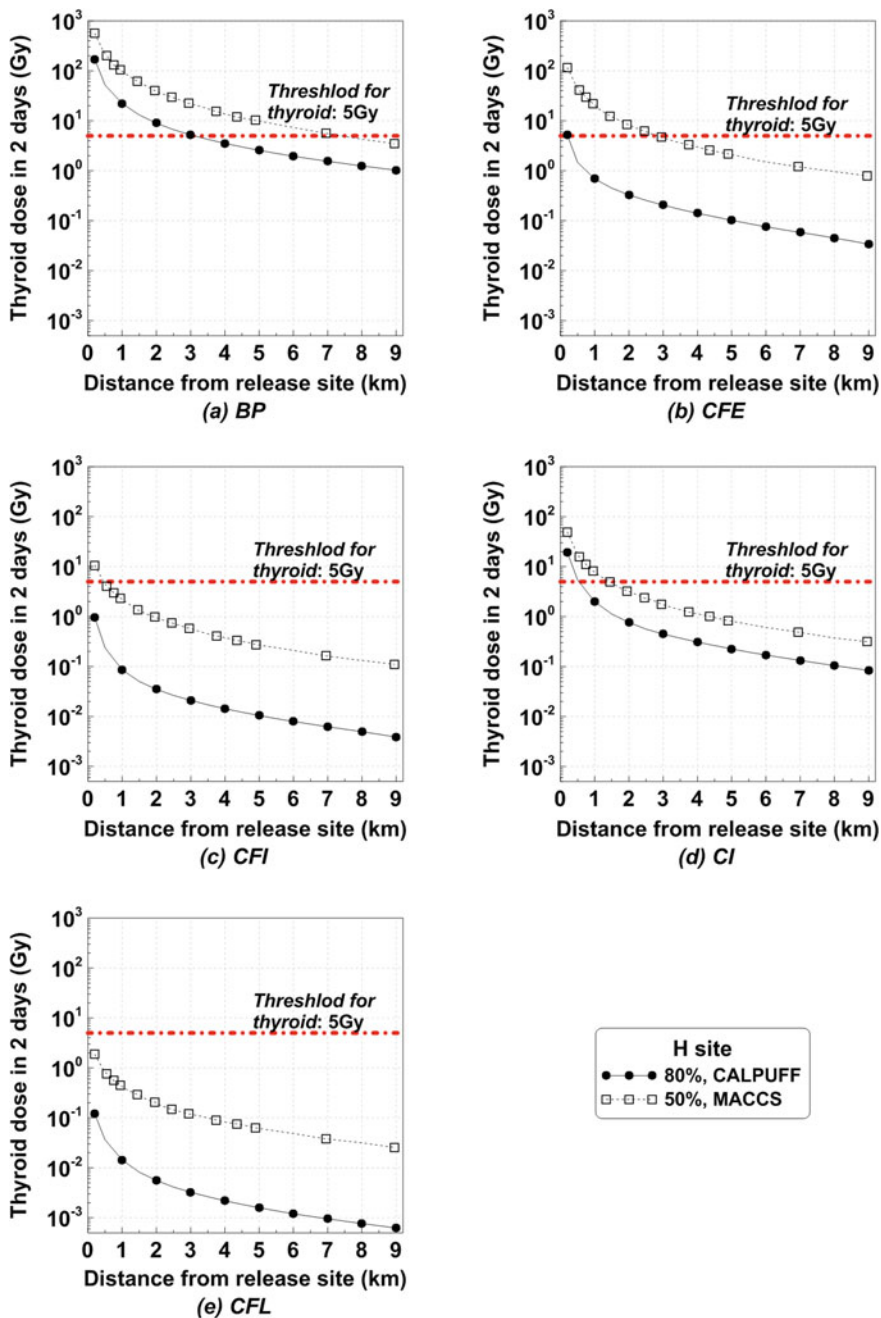 10³
10²
10¹
10⁰
10⁻¹
10⁻²
10⁻³
Thyroid dose in 2 days (Gy)
Threshlod for
thyroid: 5Gy
0 1 2 3 4 5 6 7 8 9
Distance from release site (km)
(a) BP
10³
10²
10¹
10⁰
10⁻¹
10⁻²
10⁻³
Thyroid dose in 2 days (Gy)
Threshlod for
thyroid: 5Gy
0 1 2 3 4 5 6 7 8 9
Distance from release site (km)
(b) CFE
10³
10²
10¹
10⁰
10⁻¹
10⁻²
10⁻³
Thyroid dose in 2 days (Gy)
Threshlod for
thyroid: 5Gy
0 1 2 3 4 5 6 7 8 9
Distance from release site (km)
(c) CFI
10³
10²
10¹
10⁰
10⁻¹
10⁻²
10⁻³
Thyroid dose in 2 days (Gy)
Threshlod for
thyroid: 5Gy
0 1 2 3 4 5 6 7 8 9
Distance from release site (km)
(d) CI
10³
10²
10¹
10⁰
10⁻¹
10⁻²
10⁻³
Thyroid dose in 2 days (Gy)
Threshlod for
thyroid: 5Gy
0 1 2 3 4 5 6 7 8 9
Distance from release site (km)
(e) CFL
H site
80%, CALPUFF
50%, MACCS